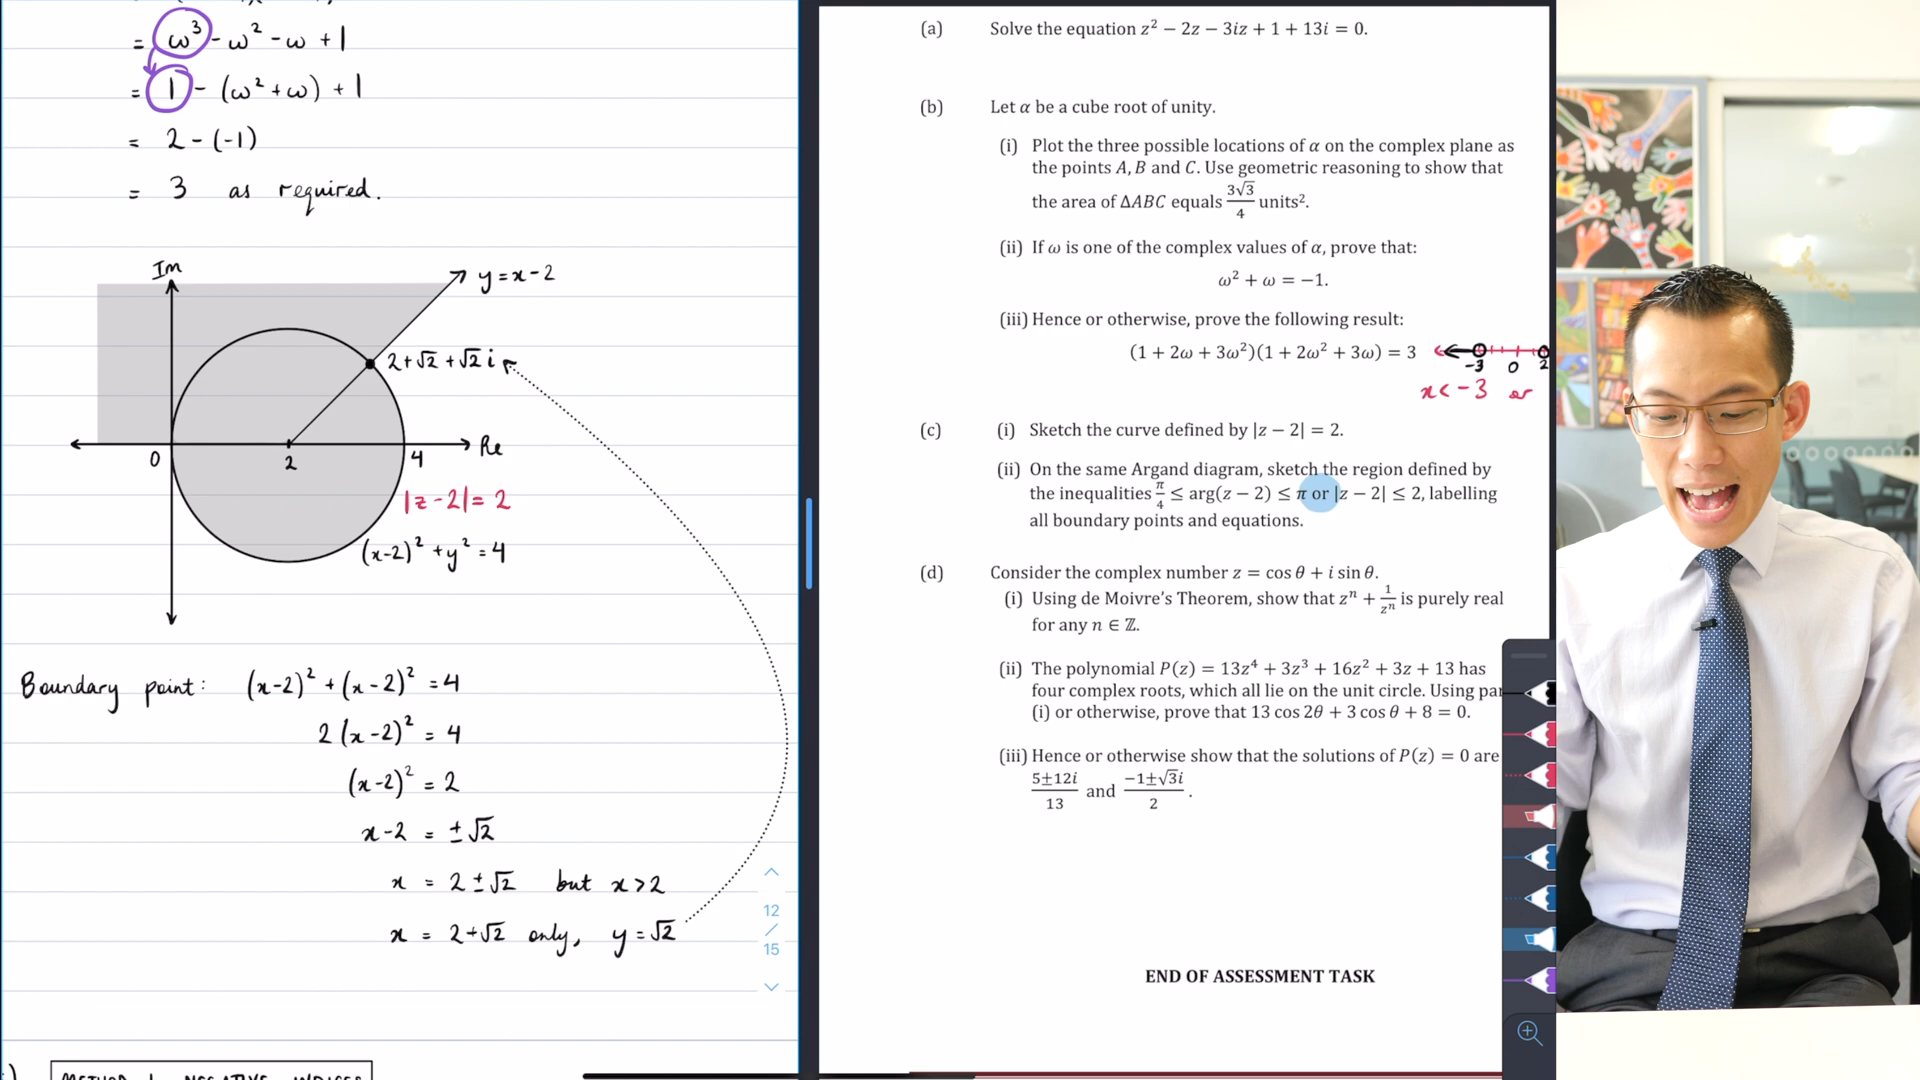 = ω³ - ω² - ω + 1
= 1 - (ω² + ω) + 1
= 2 - (-1)
= 3 as required.
Im
y = x - 2
2 + √2 + √2 i
0
2
4
Re
|z - 2| = 2
(x-2)² + y² = 4
Boundary point: (x-2)² + (x-2)² = 4
2(x-2)² = 4
(x-2)² = 2
x-2 = ±√2
x = 2 ± √2 but x > 2
x = 2+√2 only, y = √2
12
/
15
METHOD 1 NEGATIVE INDICES
(a) Solve the equation z² − 2z − 3iz + 1 + 13i = 0.
(b) Let α be a cube root of unity.
(i) Plot the three possible locations of α on the complex plane as
the points A, B and C. Use geometric reasoning to show that
the area of ΔABC equals 3√3/4 units².
(ii) If ω is one of the complex values of α, prove that:
ω² + ω = −1.
(iii) Hence or otherwise, prove the following result:
(1 + 2ω + 3ω²)(1 + 2ω² + 3ω) = 3
-3 0 2
x < -3 or
(c) (i) Sketch the curve defined by |z − 2| = 2.
(ii) On the same Argand diagram, sketch the region defined by
the inequalities π/4 ≤ arg(z − 2) ≤ π or |z − 2| ≤ 2, labelling
all boundary points and equations.
(d) Consider the complex number z = cos θ + i sin θ.
(i) Using de Moivre's Theorem, show that zⁿ + 1/zⁿ is purely real
for any n ∈ ℤ.
(ii) The polynomial P(z) = 13z⁴ + 3z³ + 16z² + 3z + 13 has
four complex roots, which all lie on the unit circle. Using par
(i) or otherwise, prove that 13 cos 2θ + 3 cos θ + 8 = 0.
(iii) Hence or otherwise show that the solutions of P(z) = 0 are
5±12i/13 and −1±√3i/2 .
END OF ASSESSMENT TASK